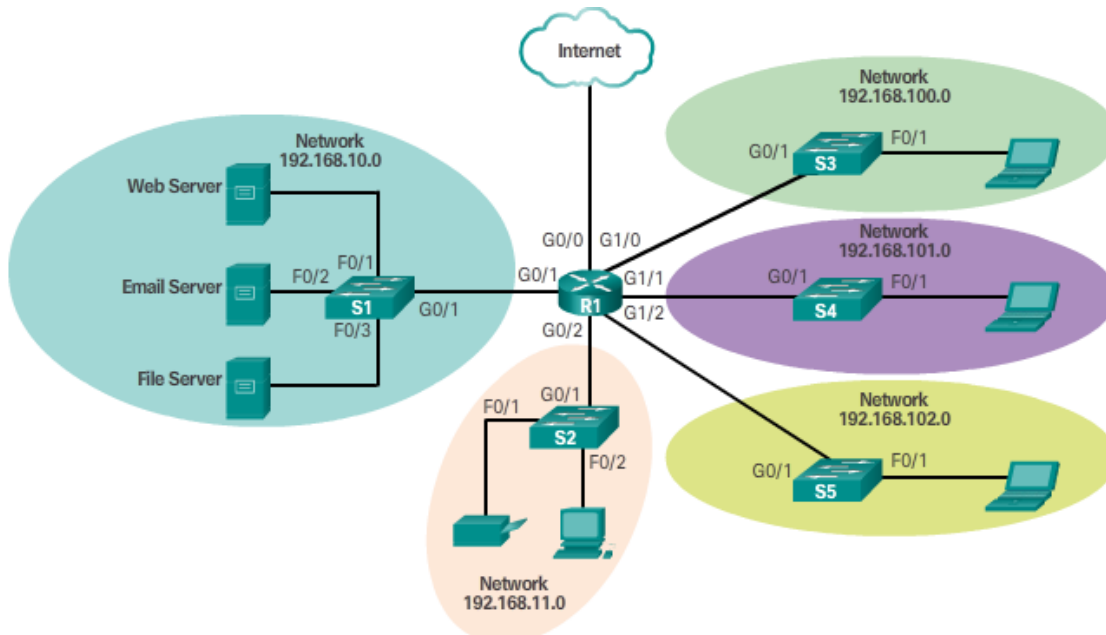 Internet
Network
192.168.10.0
Web Server
Email Server
File Server
F0/1
F0/2
F0/3
S1
G0/1
G0/1
G0/0
G1/0
G1/1
G1/2
R1
G0/2
Network
192.168.100.0
G0/1
S3
F0/1
Network
192.168.101.0
G0/1
S4
F0/1
Network
192.168.102.0
G0/1
S5
F0/1
F0/1
G0/1
S2
F0/2
Network
192.168.11.0